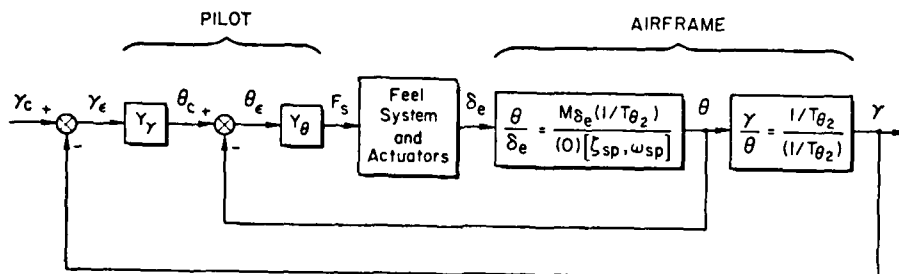 PILOT
AIRFRAME
γc + γε Yγ θc + θε Yθ Fs
Feel
System
and
Actuators
δe
θ/δe = Mδe(1/Tθ2)/(0)[ζsp, ωsp]
θ
γ/θ = 1/Tθ2/(1/Tθ2)
γ
-
-